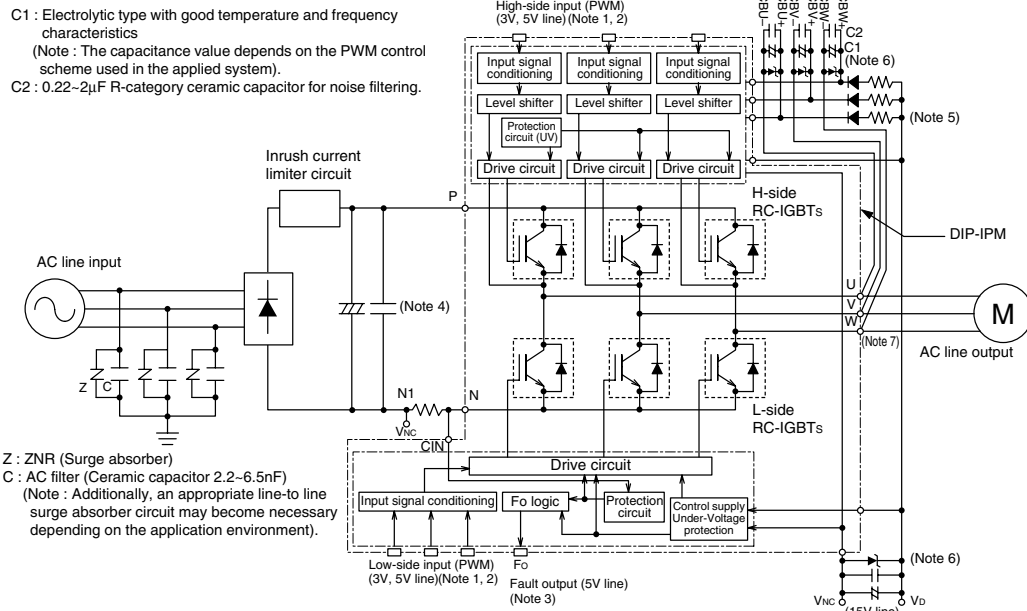 C1 : Electrolytic type with good temperature and frequency
characteristics
(Note : The capacitance value depends on the PWM control
scheme used in the applied system).
C2 : 0.22~2μF R-category ceramic capacitor for noise filtering.
High-side input (PWM)
(3V, 5V line) (Note 1, 2)
CBU-
CBU+
CBV-
CBV+
CBW-
CBW+
C2
C1
(Note 6)
Input signal
conditioning
Input signal
conditioning
Input signal
conditioning
Level shifter
Level shifter
Level shifter
(Note 5)
Protection
circuit (UV)
Drive circuit
Drive circuit
Drive circuit
Inrush current
limiter circuit
P
H-side
RC-IGBTs
DIP-IPM
AC line input
(Note 4)
U
V
W
(Note 7)
M
AC line output
Z
C
N1
N
VNC
CIN
L-side
RC-IGBTs
Z : ZNR (Surge absorber)
C : AC filter (Ceramic capacitor 2.2~6.5nF)
(Note : Additionally, an appropriate line-to line
surge absorber circuit may become necessary
depending on the application environment).
Drive circuit
Input signal conditioning
Fo logic
Protection
circuit
Control supply
Under-Voltage
protection
Low-side input (PWM)
(3V, 5V line)(Note 1, 2)
Fo
Fault output (5V line)
(Note 3)
(Note 6)
VNC
(15V line)
VD